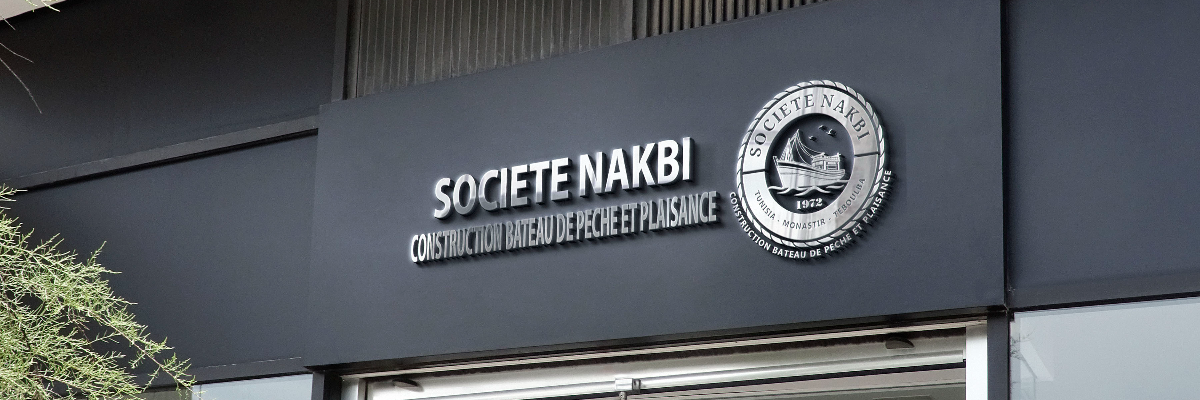 SOCIETE NAKBI
CONSTRUCTION BATEAU DE PECHE ET PLAISANCE
SOCIETE NAKBI
1972
TUNISIA - MONASTIR - TEBOULBA
CONSTRUCTION BATEAU DE PECHE ET PLAISANCE